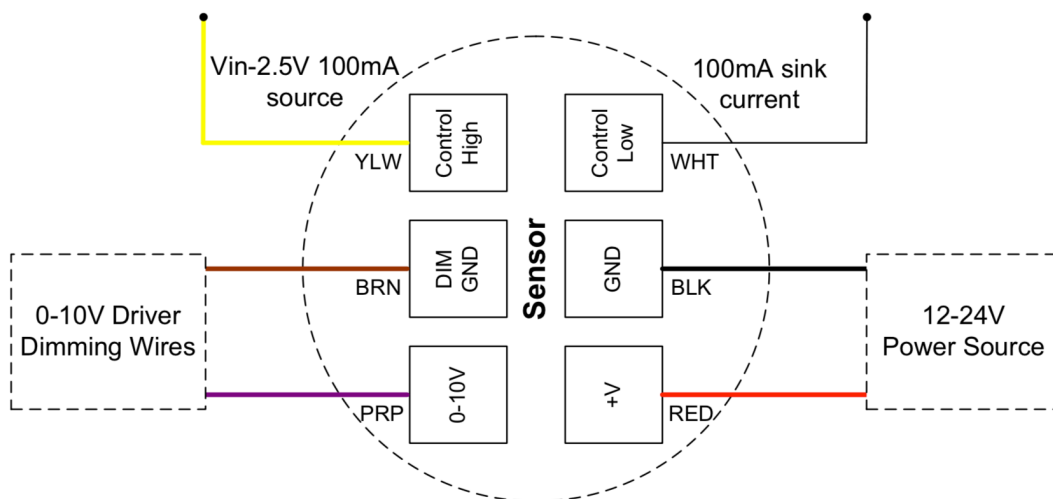 Vin-2.5V 100mA
source
100mA sink
current
Control
High
Control
Low
YLW
WHT
Sensor
DIM
GND
GND
BRN
BLK
0-10V Driver
Dimming Wires
12-24V
Power Source
0-10V
+V
PRP
RED